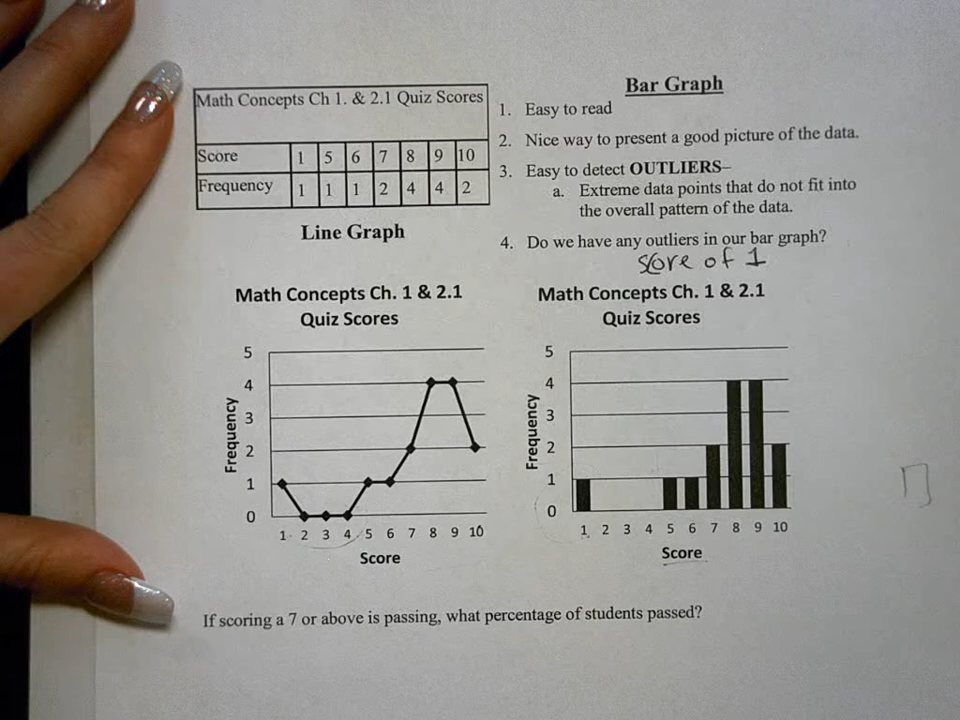 Math Concepts Ch 1. & 2.1 Quiz Scores
Score 1 5 6 7 8 9 10
Frequency 1 1 1 2 4 4 2
Line Graph
Math Concepts Ch. 1 & 2.1
Quiz Scores
5
4
3
2
1
0
Frequency
1 2 3 4 5 6 7 8 9 10
Score
Bar Graph
1. Easy to read
2. Nice way to present a good picture of the data.
3. Easy to detect OUTLIERS–
a. Extreme data points that do not fit into
the overall pattern of the data.
4. Do we have any outliers in our bar graph?
score of 1
Math Concepts Ch. 1 & 2.1
Quiz Scores
5
4
3
2
1
0
Frequency
1 2 3 4 5 6 7 8 9 10
Score
If scoring a 7 or above is passing, what percentage of students passed?